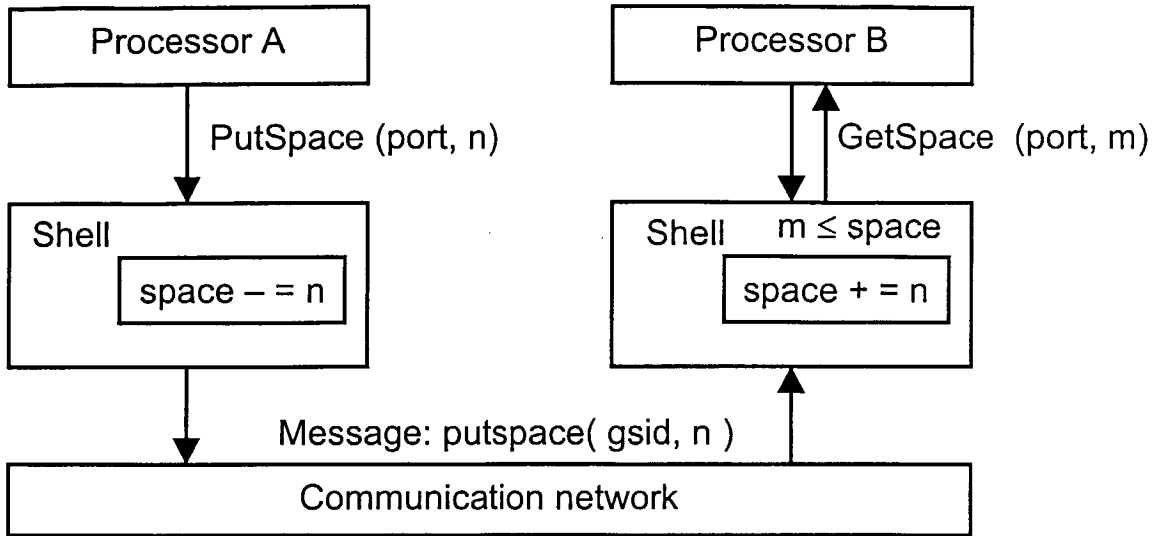 Processor A
Processor B
PutSpace (port, n)
GetSpace (port, m)
Shell
space – = n
Shell
m ≤ space
space + = n
Message: putspace( gsid, n )
Communication network